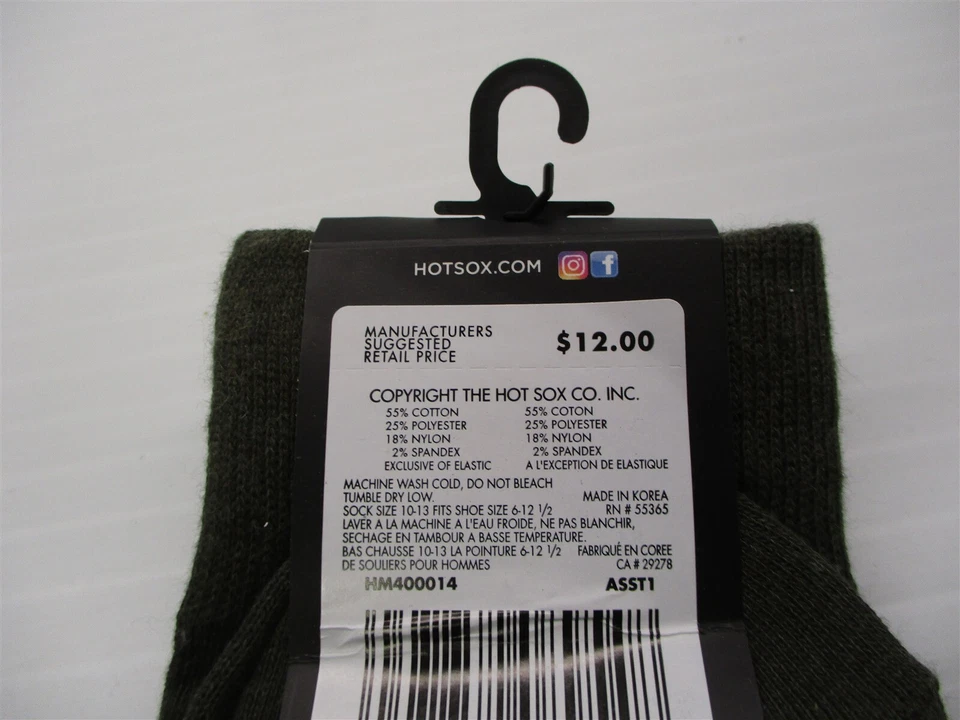 HOTSOX.COM
MANUFACTURERS
SUGGESTED
RETAIL PRICE
$12.00
COPYRIGHT THE HOT SOX CO. INC.
55% COTTON 55% COTON
25% POLYESTER 25% POLYESTER
18% NYLON 18% NYLON
2% SPANDEX 2% SPANDEX
EXCLUSIVE OF ELASTIC A L'EXCEPTION DE ELASTIQUE
MACHINE WASH COLD, DO NOT BLEACH
TUMBLE DRY LOW. MADE IN KOREA
SOCK SIZE 10-13 FITS SHOE SIZE 6-12 1/2 RN # 55365
LAVER A LA MACHINE A L'EAU FROIDE, NE PAS BLANCHIR,
SECHAGE EN TAMBOUR A BASSE TEMPERATURE.
BAS CHAUSSE 10-13 LA POINTURE 6-12 1/2 FABRIQUÉ EN COREE
DE SOULIERS POUR HOMMES CA # 29278
HM400014 ASST1